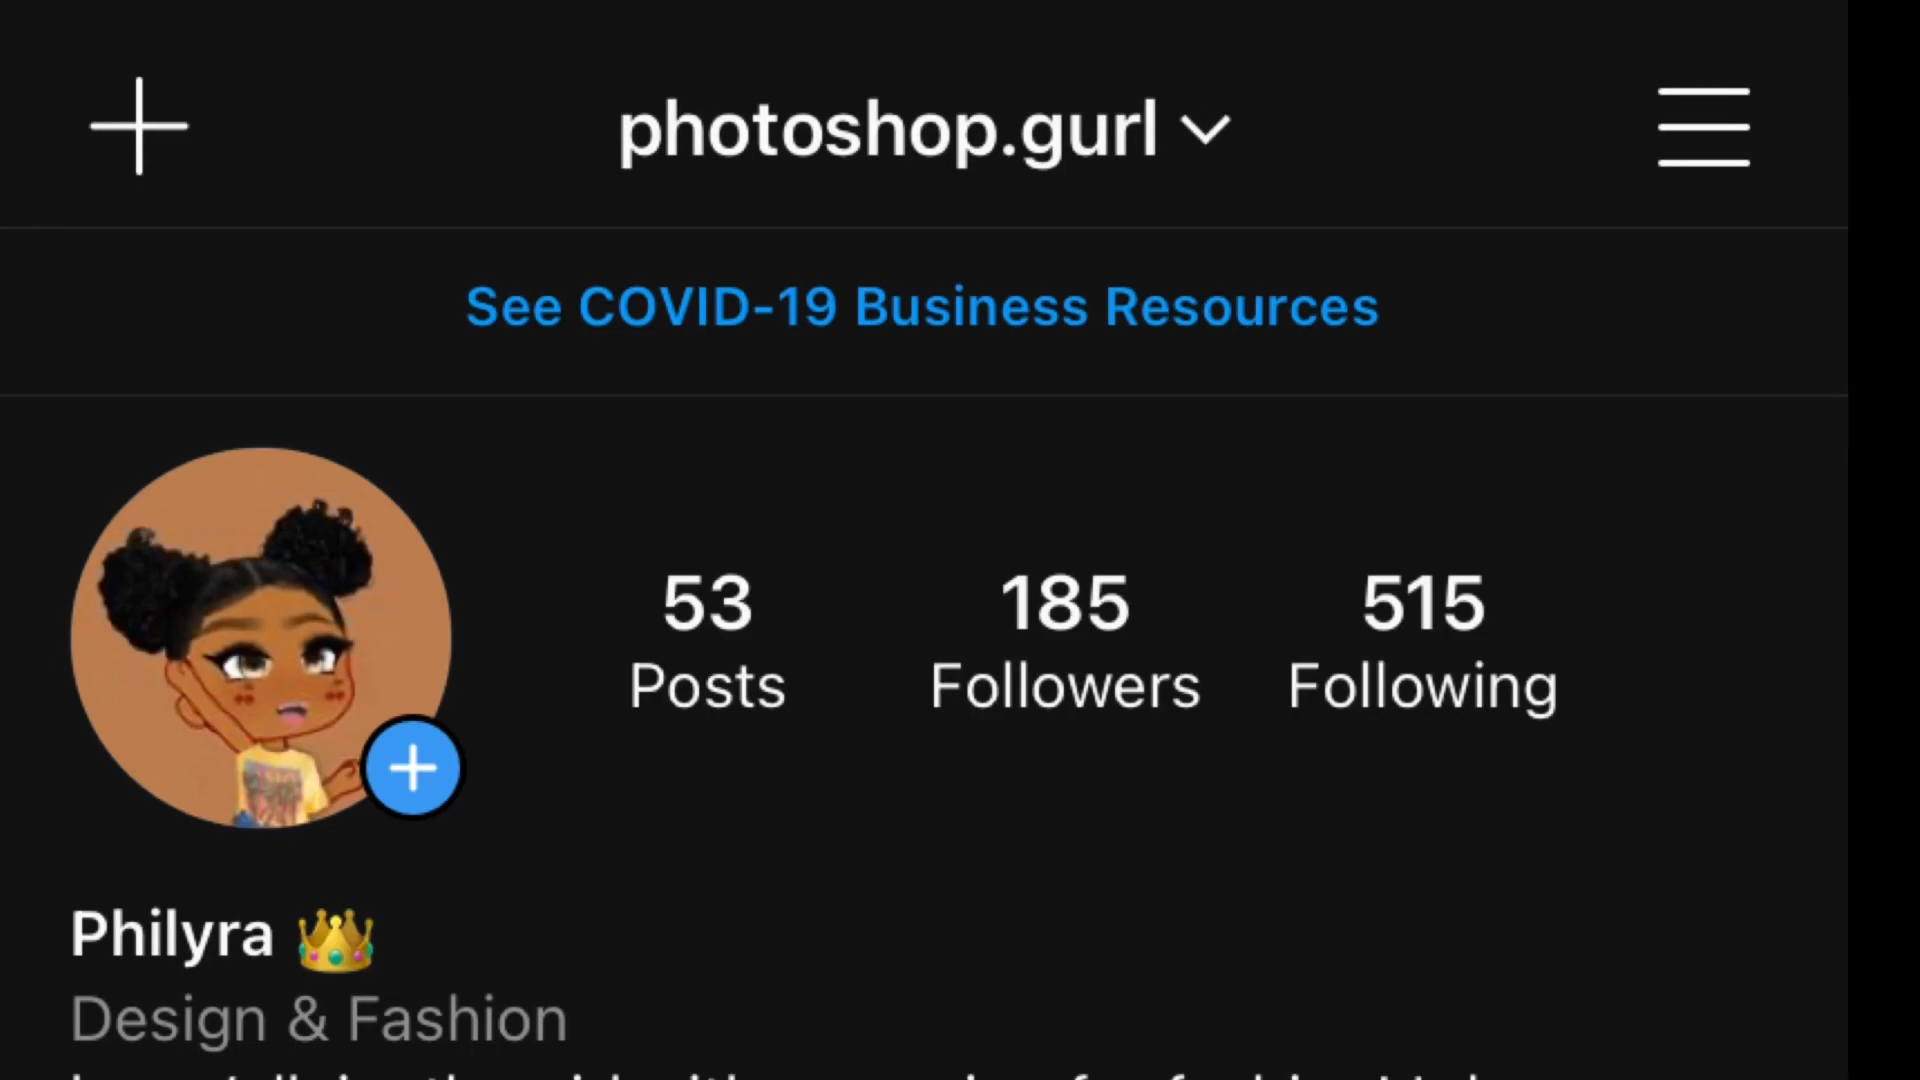 photoshop.gurl
See COVID-19 Business Resources
53 185 515
Posts Followers Following
Philyra 👑
Design & Fashion